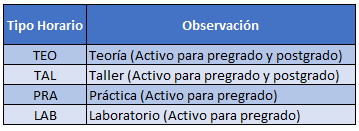 Tipo Horario Observación
TEO Teoría (Activo para pregrado y postgrado)
TAL Taller (Activo para pregrado y postgrado)
PRA Práctica (Activo para pregrado)
LAB Laboratorio (Activo para pregrado)